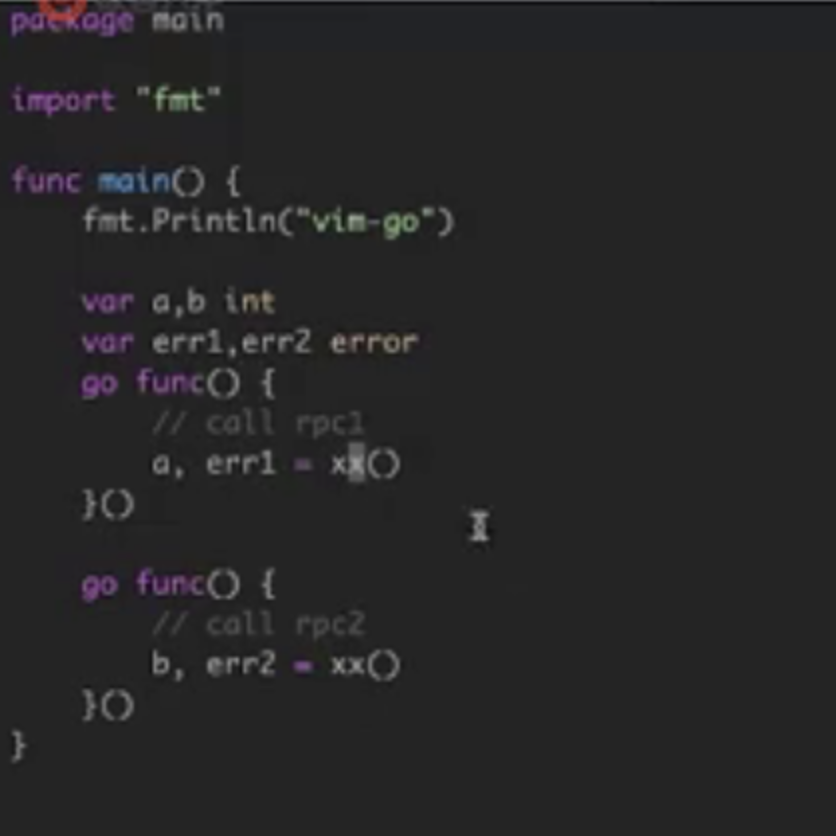 package main
import "fmt"
func main() {
fmt.Println("vim-go")
var a,b int
var err1,err2 error
go func() {
// call rpc1
a, err1 = xx()
}()
go func() {
// call rpc2
b, err2 = xx()
}()
}